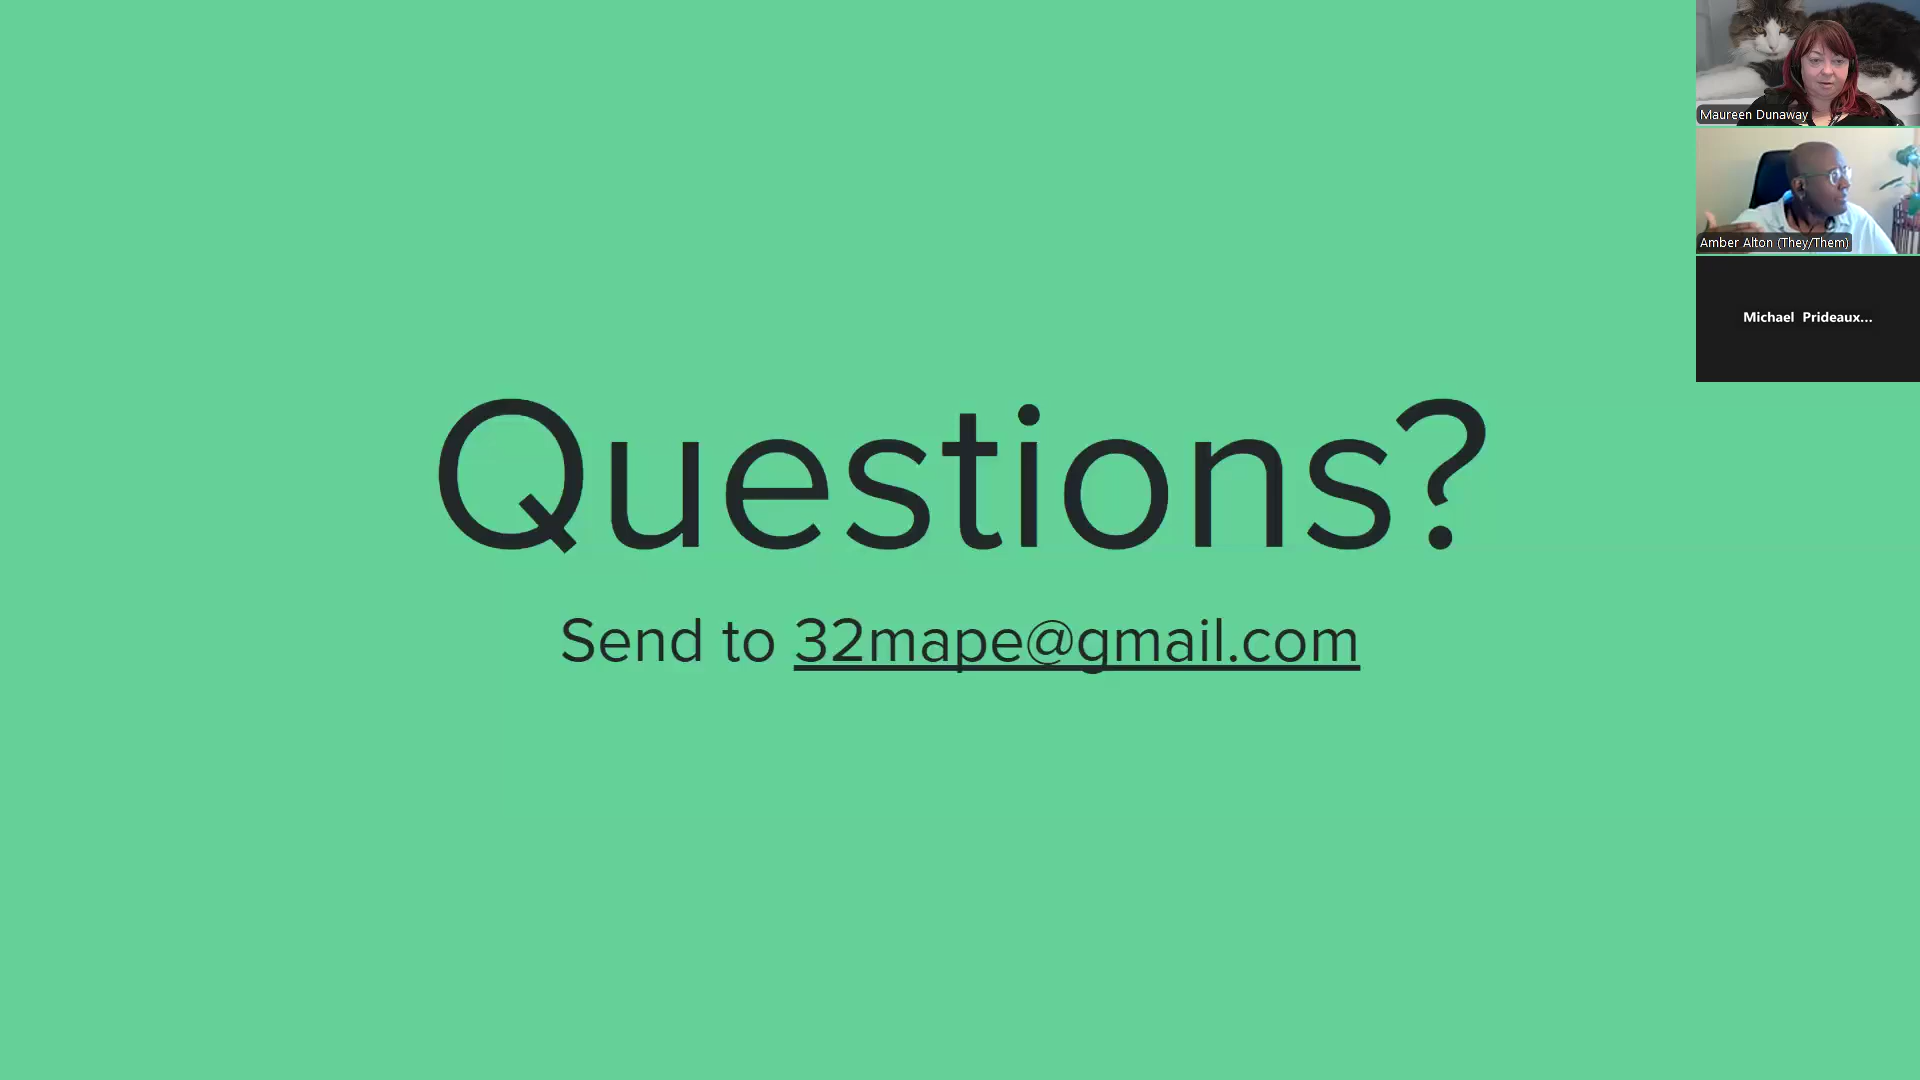 Questions?
Send to 32mape@gmail.com
Maureen Dunaway
Amber Alton (They/Them)
Michael Prideaux...